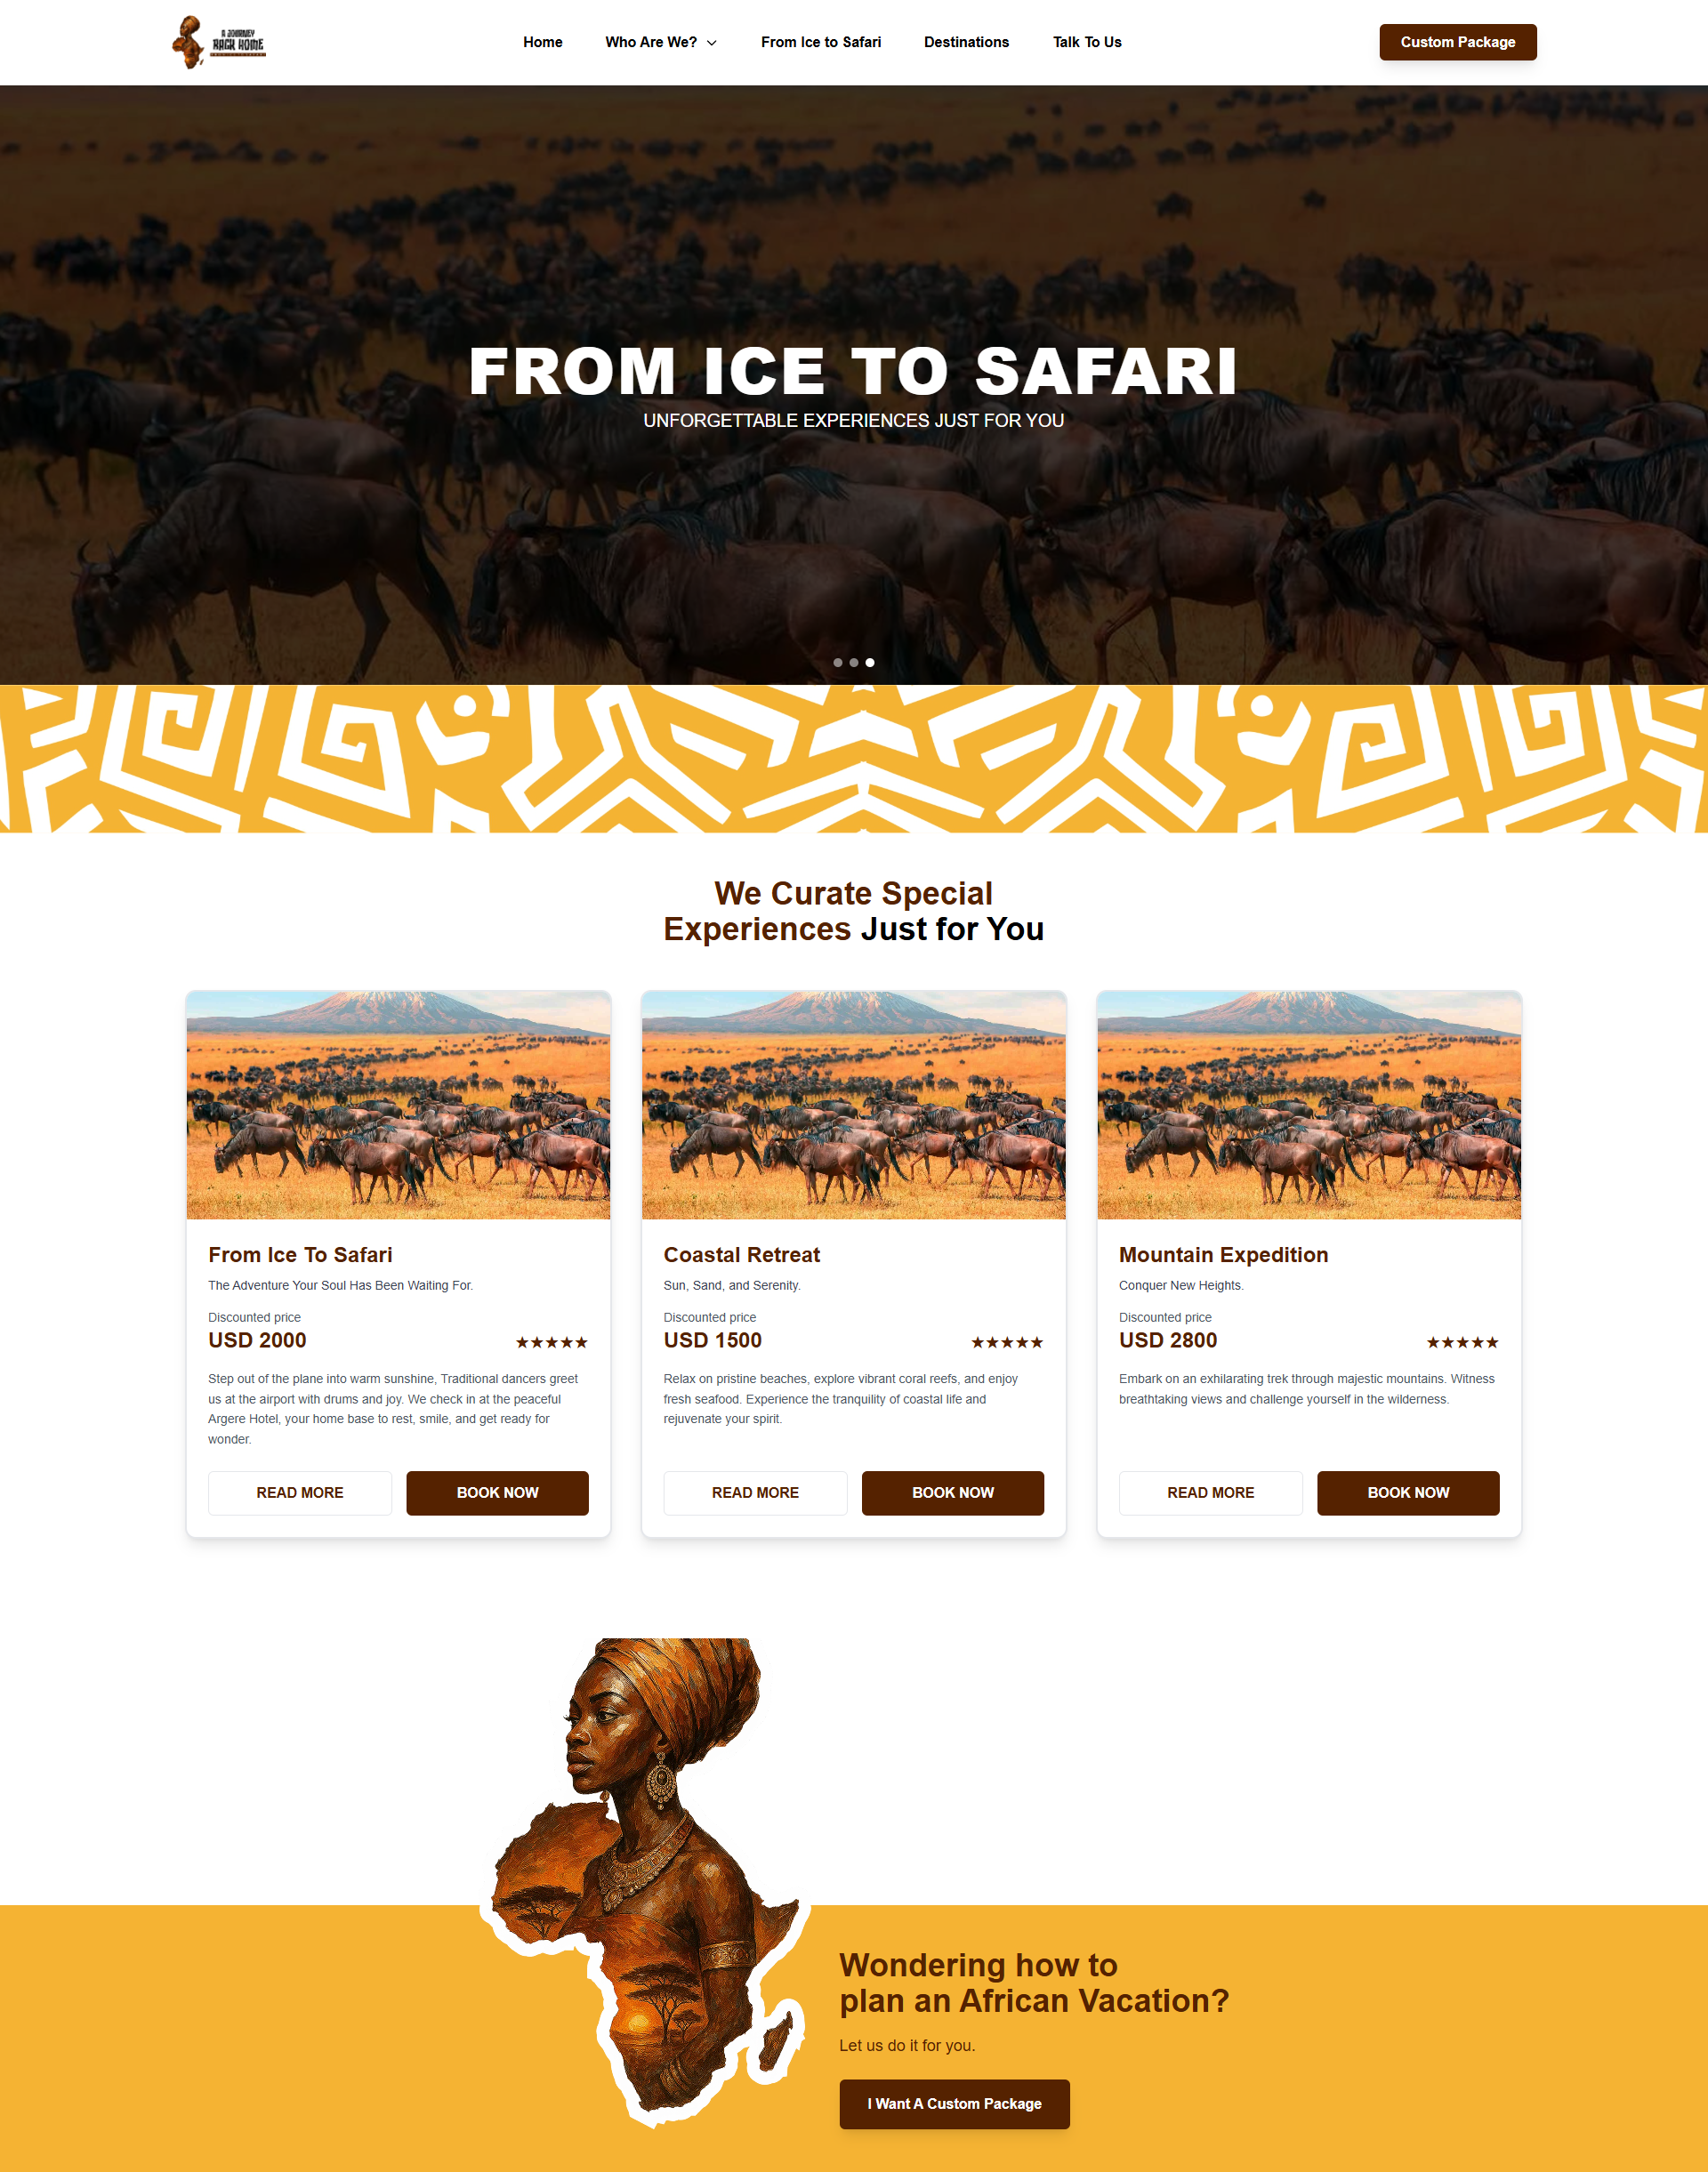 A JOURNEY
BACK HOME
Home
Who Are We?
From Ice to Safari
Destinations
Talk To Us
Custom Package
FROM ICE TO SAFARI
UNFORGETTABLE EXPERIENCES JUST FOR YOU
We Curate Special
Experiences Just for You
From Ice To Safari
The Adventure Your Soul Has Been Waiting For.
Discounted price
USD 2000
★★★★★
Step out of the plane into warm sunshine, Traditional dancers greet
us at the airport with drums and joy. We check in at the peaceful
Argere Hotel, your home base to rest, smile, and get ready for
wonder.
READ MORE
BOOK NOW
Coastal Retreat
Sun, Sand, and Serenity.
Discounted price
USD 1500
★★★★★
Relax on pristine beaches, explore vibrant coral reefs, and enjoy
fresh seafood. Experience the tranquility of coastal life and
rejuvenate your spirit.
READ MORE
BOOK NOW
Mountain Expedition
Conquer New Heights.
Discounted price
USD 2800
★★★★★
Embark on an exhilarating trek through majestic mountains. Witness
breathtaking views and challenge yourself in the wilderness.
READ MORE
BOOK NOW
Wondering how to
plan an African Vacation?
Let us do it for you.
I Want A Custom Package